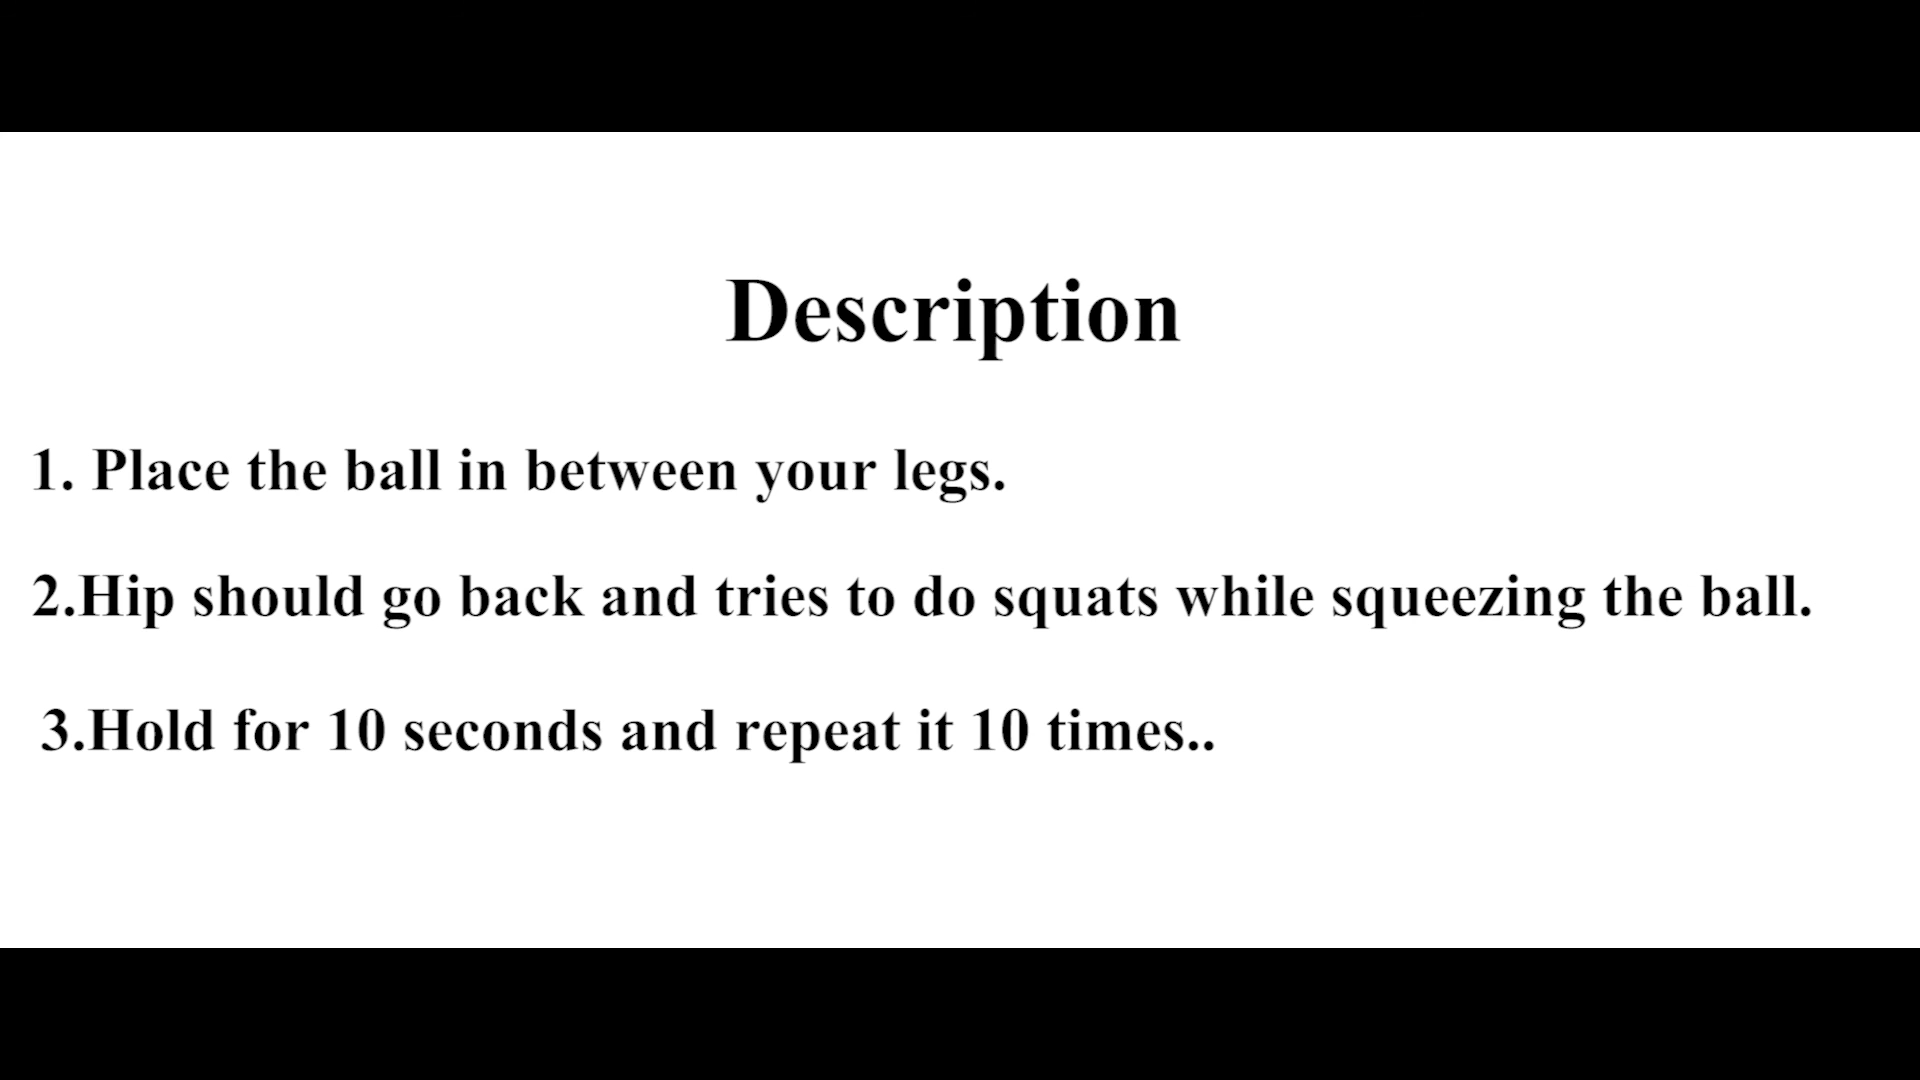 Description
1. Place the ball in between your legs.
2.Hip should go back and tries to do squats while squeezing the ball.
3.Hold for 10 seconds and repeat it 10 times..